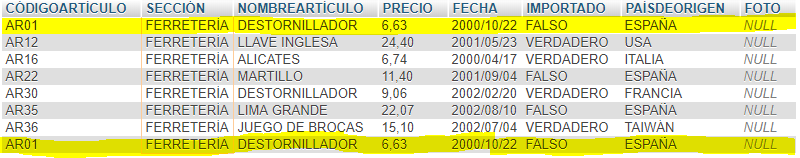 CÓDIGOARTÍCULO SECCIÓN NOMBREARTÍCULO PRECIO FECHA IMPORTADO PAÍSDEORIGEN FOTO
AR01 FERRETERÍA DESTORNILLADOR 6,63 2000/10/22 FALSO ESPAÑA NULL
AR12 FERRETERÍA LLAVE INGLESA 24,40 2001/05/23 VERDADERO USA NULL
AR16 FERRETERÍA ALICATES 6,74 2000/04/17 VERDADERO ITALIA NULL
AR22 FERRETERÍA MARTILLO 11,40 2001/09/04 FALSO ESPAÑA NULL
AR30 FERRETERÍA DESTORNILLADOR 9,06 2002/02/20 VERDADERO FRANCIA NULL
AR35 FERRETERÍA LIMA GRANDE 22,07 2002/08/10 FALSO ESPAÑA NULL
AR36 FERRETERÍA JUEGO DE BROCAS 15,10 2002/07/04 VERDADERO TAIWÁN NULL
AR01 FERRETERÍA DESTORNILLADOR 6,63 2000/10/22 FALSO ESPAÑA NULL